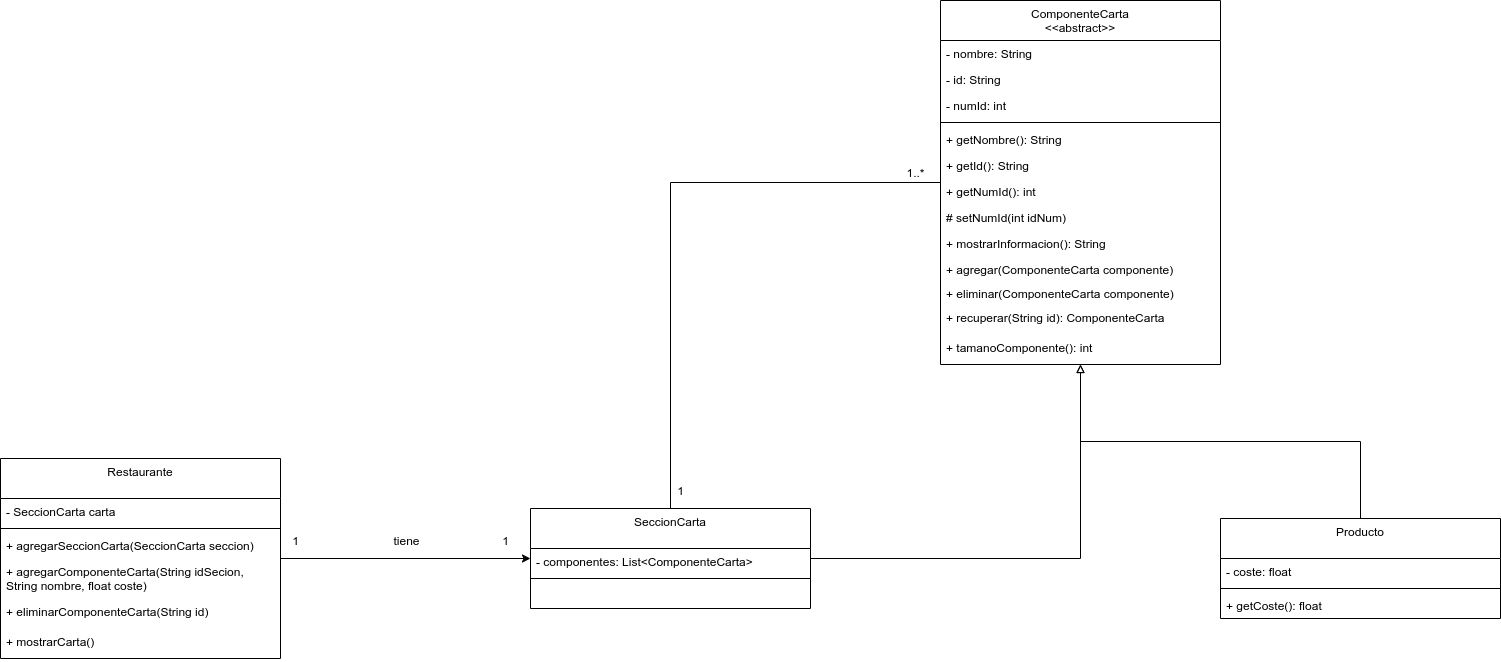 ComponenteCarta
<<abstract>>
- nombre: String
- id: String
- numId: int
+ getNombre(): String
+ getId(): String
+ getNumId(): int
# setNumId(int idNum)
+ mostrarInformacion(): String
+ agregar(ComponenteCarta componente)
+ eliminar(ComponenteCarta componente)
+ recuperar(String id): ComponenteCarta
+ tamanoComponente(): int
1..*
1
Restaurante
- SeccionCarta carta
+ agregarSeccionCarta(SeccionCarta seccion)
+ agregarComponenteCarta(String idSecion,
String nombre, float coste)
+ eliminarComponenteCarta(String id)
+ mostrarCarta()
1
tiene
1
SeccionCarta
- componentes: List<ComponenteCarta>
Producto
- coste: float
+ getCoste(): float